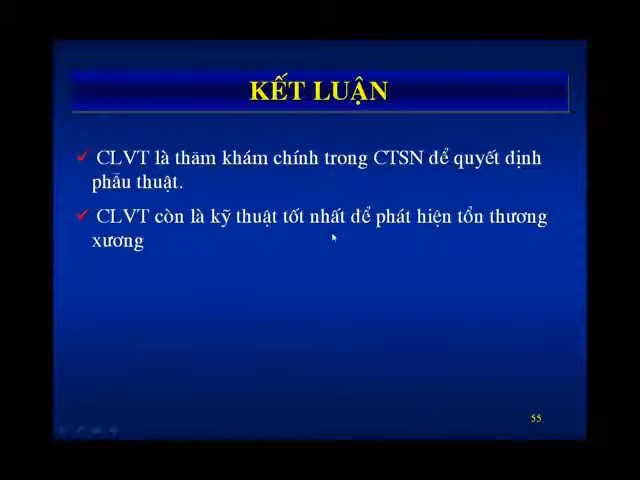 KẾT LUẬN
CLVT là thăm khám chính trong CTSN để quyết định
phẫu thuật.
CLVT còn là kỹ thuật tốt nhất để phát hiện tổn thương
xương
55